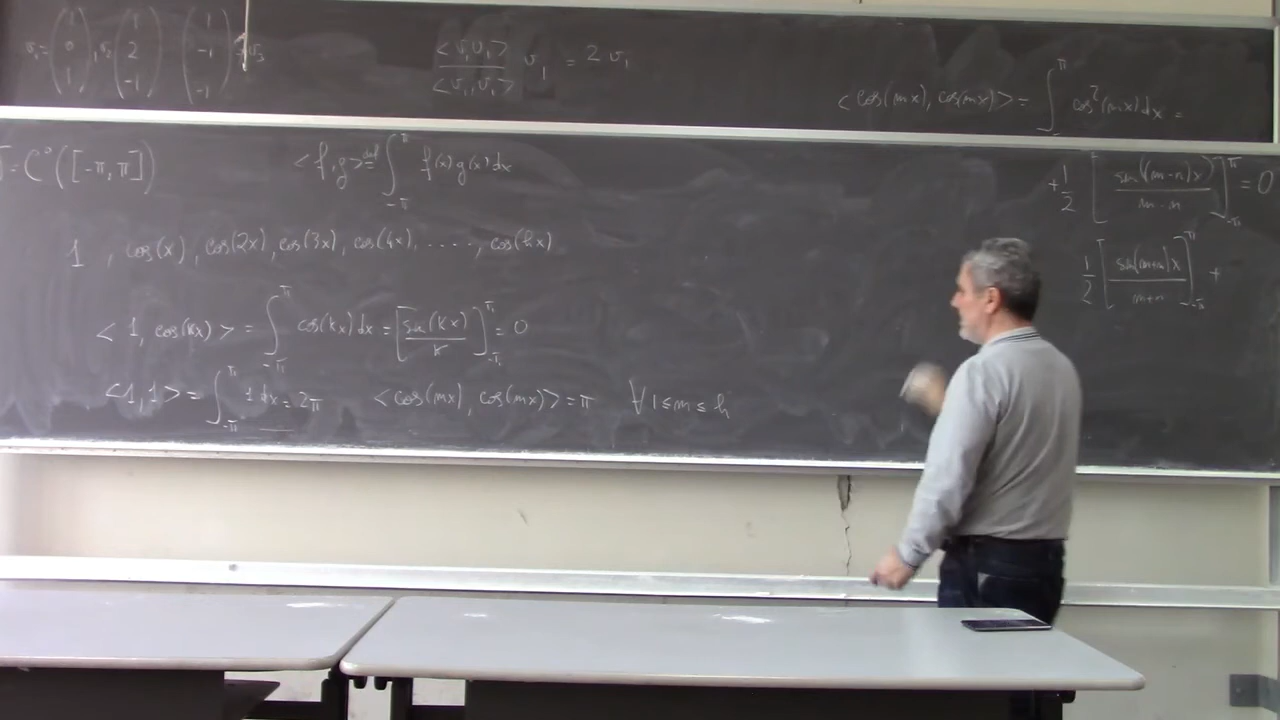 v₁ = (1 0 1), v₂ (1 2 -1) (1 -1 -1) = v₃
<v, v₁> / <v₁, v₁> v₁ = 2 v₁
<cos(mx), cos(mx)> = ∫ π cos²(mx) dx =
= C⁰([-π, π])
<f, g> def= ∫_{-π}^{π} f(x) g(x) dx
+ 1/2 [ sin((m-n)x) / m-n ]_{-π}^{π} = 0
1, cos(x), cos(2x), cos(3x), cos(4x), ....., cos(hx)
1/2 [ sin(m+n)x / m+n ]_{-π}^{π} +
<1, cos(kx)> = ∫_{-π}^{π} cos(kx) dx = [ sin(kx) / k ]_{-π}^{π} = 0
<1, 1> = ∫_{-π}^{π} 1 dx = 2π <cos(mx), cos(mx)> = π ∀ 1 ≤ m ≤ h